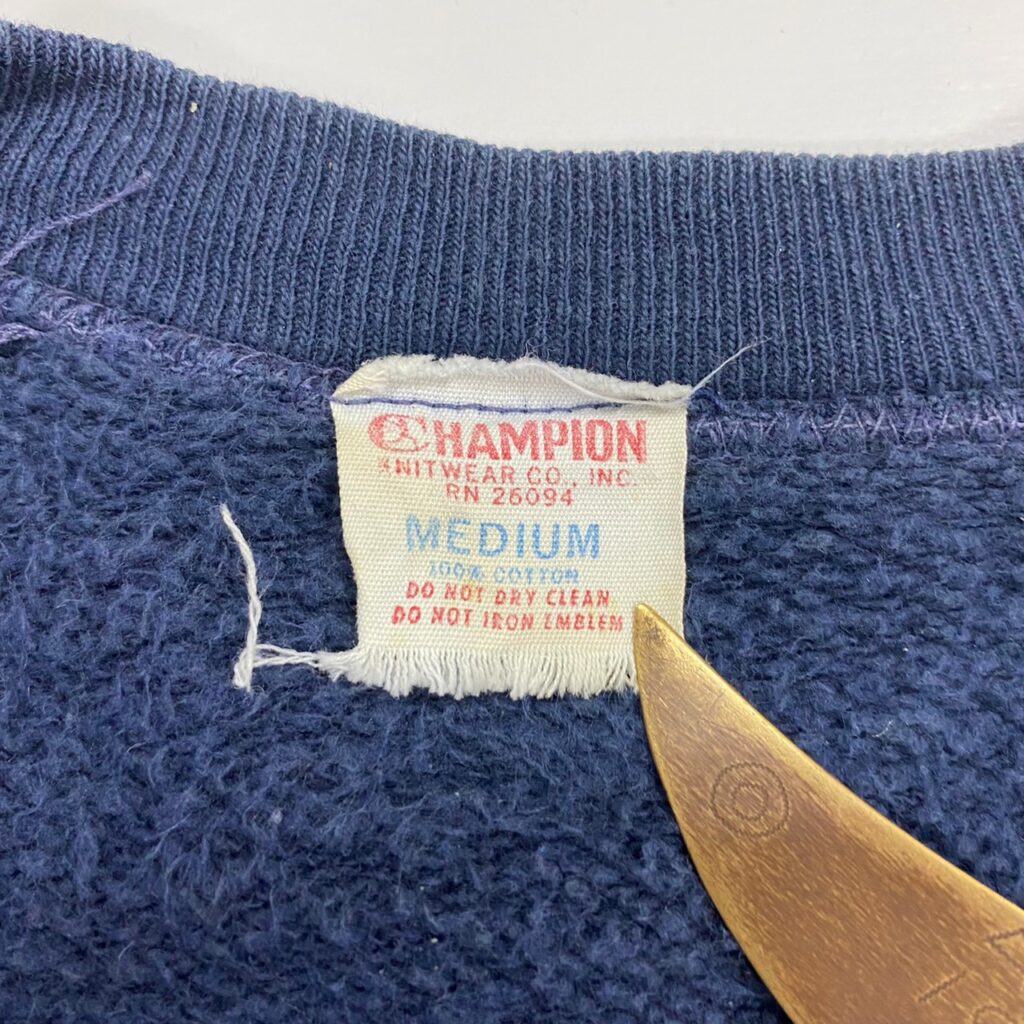 CHAMPION
KNITWEAR CO., INC.
RN 26094
MEDIUM
100% COTTON
DO NOT DRY CLEAN
DO NOT IRON EMBLEM